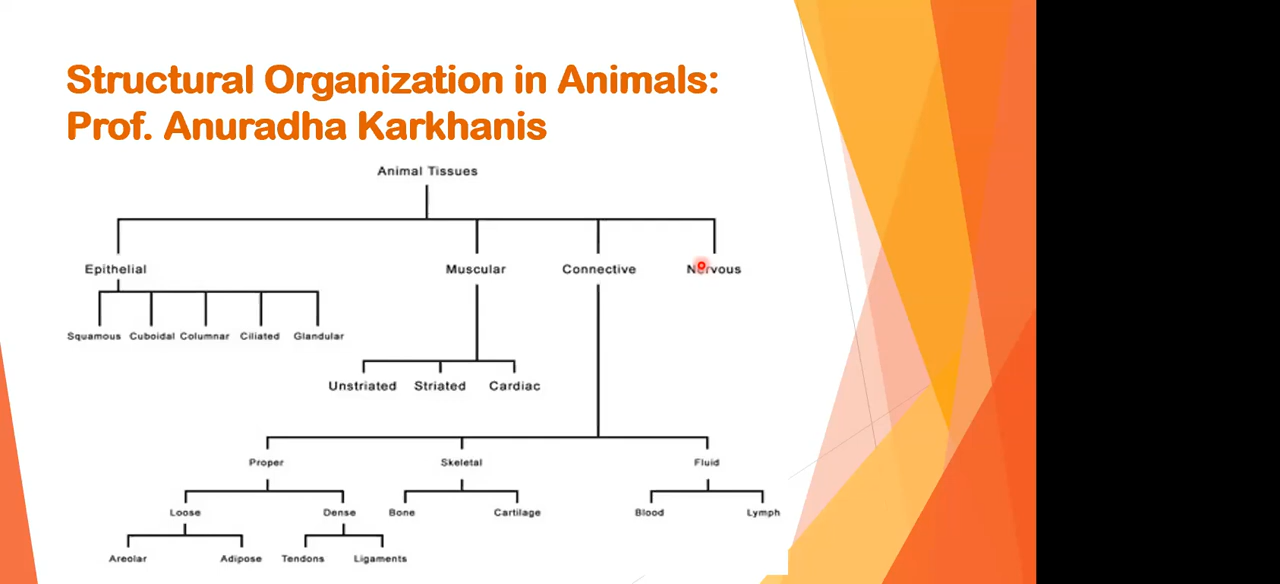 Structural Organization in Animals:
Prof. Anuradha Karkhanis
Animal Tissues
Epithelial Muscular Connective Nervous
Squamous Cuboidal Columnar Ciliated Glandular
Unstriated Striated Cardiac
Proper Skeletal Fluid
Loose Dense Bone Cartilage Blood Lymph
Areolar Adipose Tendons Ligaments